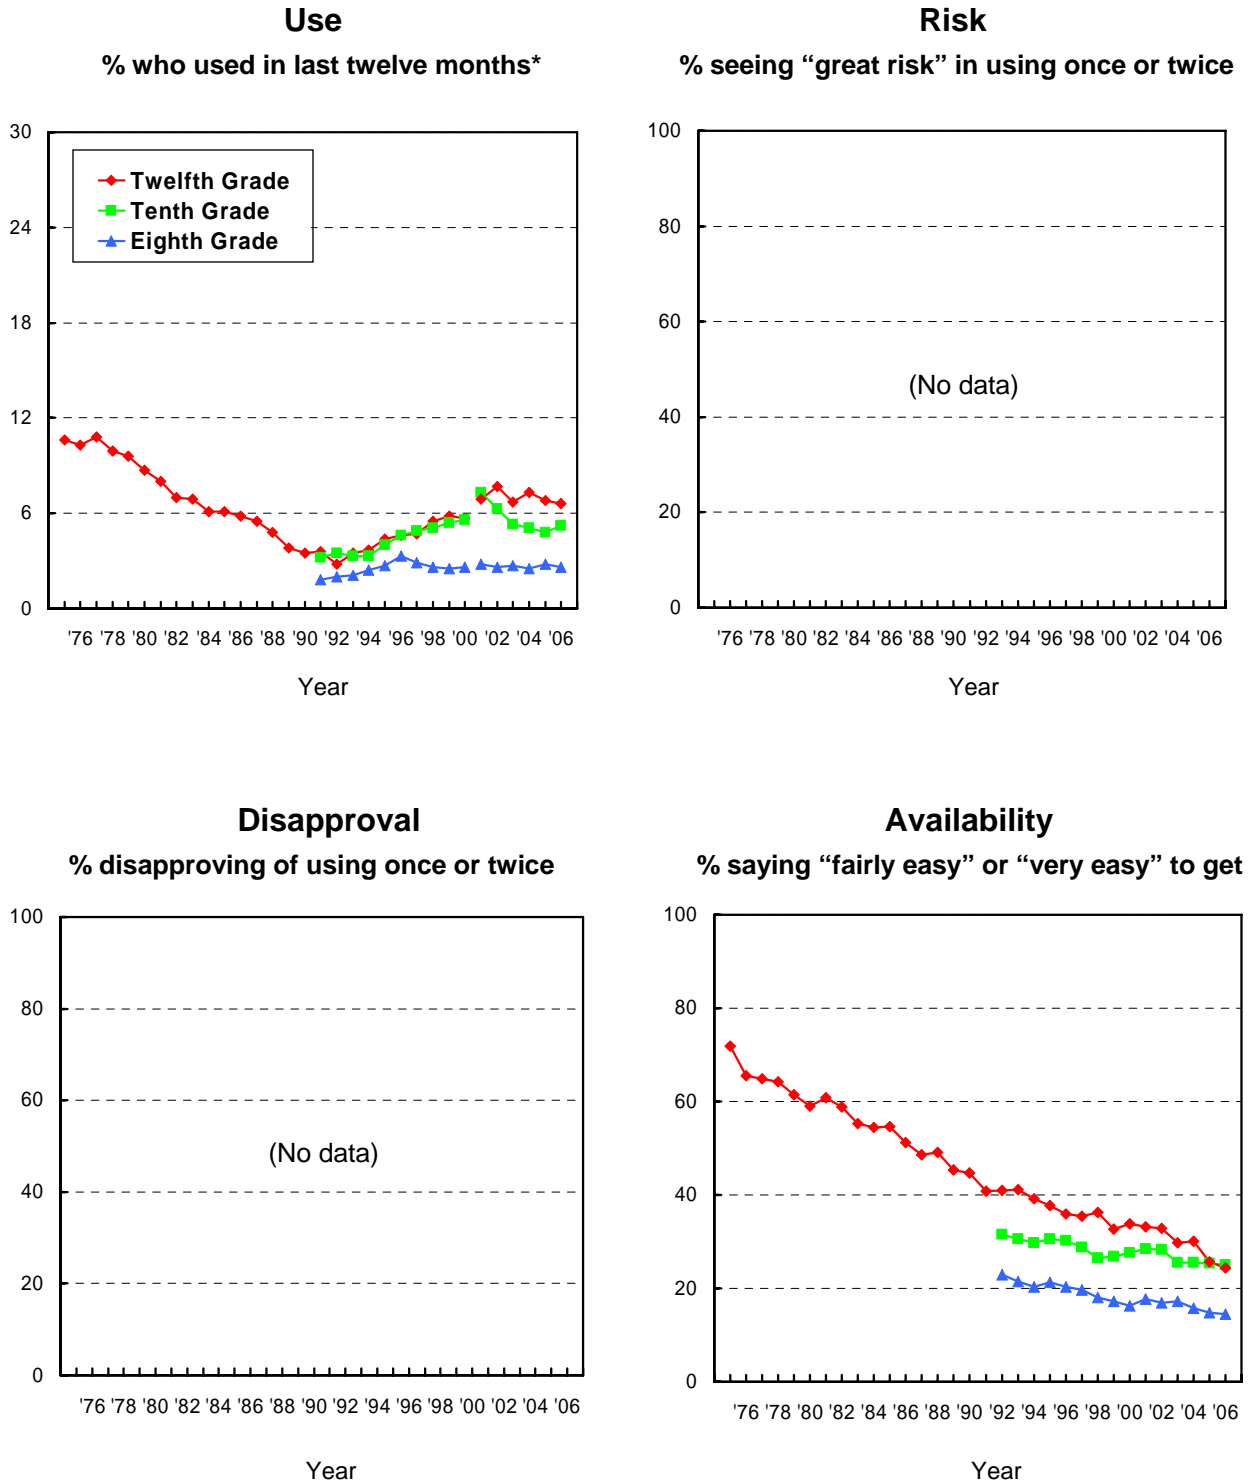 Use
% who used in last twelve months*
30
24
18
12
6
0
Twelfth Grade
Tenth Grade
Eighth Grade
'76 '78 '80 '82 '84 '86 '88 '90 '92 '94 '96 '98 '00 '02 '04 '06
Year
Risk
% seeing “great risk” in using once or twice
100
80
60
40
20
0
(No data)
'76 '78 '80 '82 '84 '86 '88 '90 '92 '94 '96 '98 '00 '02 '04 '06
Year
Disapproval
% disapproving of using once or twice
100
80
60
40
20
0
(No data)
'76 '78 '80 '82 '84 '86 '88 '90 '92 '94 '96 '98 '00 '02 '04 '06
Year
Availability
% saying “fairly easy” or “very easy” to get
100
80
60
40
20
0
'76 '78 '80 '82 '84 '86 '88 '90 '92 '94 '96 '98 '00 '02 '04 '06
Year